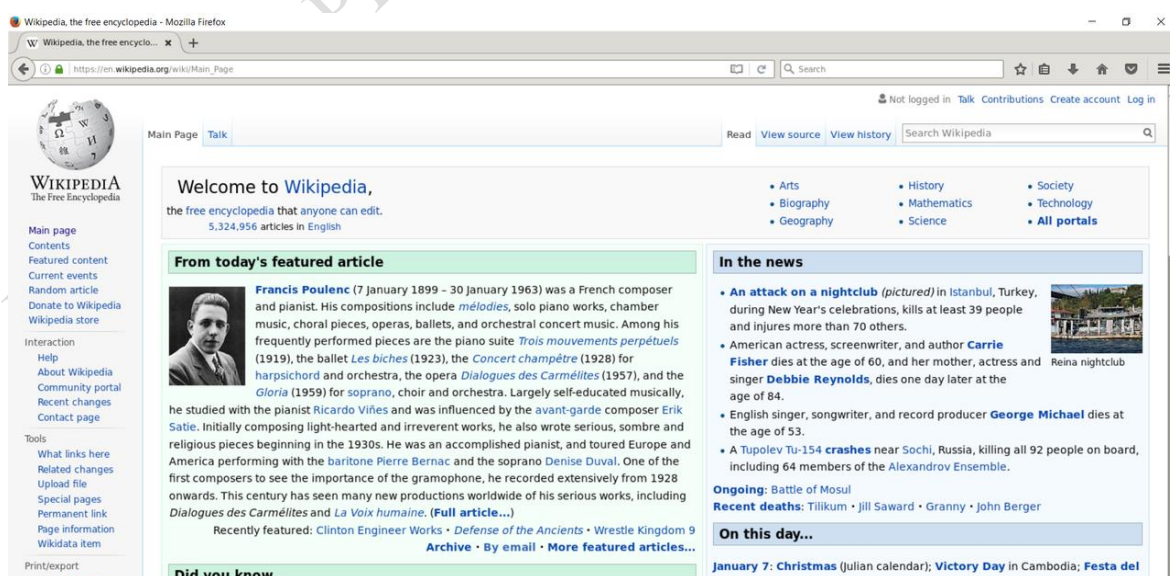 Wikipedia, the free encyclopedia - Mozilla Firefox
Wikipedia, the free encyclo...
https://en.wikipedia.org/wiki/Main_Page
Search
Not logged in Talk Contributions Create account Log in
Main Page Talk
Read View source View history
Search Wikipedia
WIKIPEDIA
The Free Encyclopedia
Main page
Contents
Featured content
Current events
Random article
Donate to Wikipedia
Wikipedia store
Interaction
Help
About Wikipedia
Community portal
Recent changes
Contact page
Tools
What links here
Related changes
Upload file
Special pages
Permanent link
Page information
Wikidata item
Print/export
Welcome to Wikipedia,
the free encyclopedia that anyone can edit.
5,324,956 articles in English
• Arts
• Biography
• Geography
• History
• Mathematics
• Science
• Society
• Technology
• All portals
From today's featured article
Francis Poulenc (7 January 1899 – 30 January 1963) was a French composer
and pianist. His compositions include mélodies, solo piano works, chamber
music, choral pieces, operas, ballets, and orchestral concert music. Among his
frequently performed pieces are the piano suite Trois mouvements perpétuels
(1919), the ballet Les biches (1923), the Concert champêtre (1928) for
harpsichord and orchestra, the opera Dialogues des Carmélites (1957), and the
Gloria (1959) for soprano, choir and orchestra. Largely self-educated musically,
he studied with the pianist Ricardo Viñes and was influenced by the avant-garde composer Erik
Satie. Initially composing light-hearted and irreverent works, he also wrote serious, sombre and
religious pieces beginning in the 1930s. He was an accomplished pianist, and toured Europe and
America performing with the baritone Pierre Bernac and the soprano Denise Duval. One of the
first composers to see the importance of the gramophone, he recorded extensively from 1928
onwards. This century has seen many new productions worldwide of his serious works, including
Dialogues des Carmélites and La Voix humaine. (Full article...)
Recently featured: Clinton Engineer Works • Defense of the Ancients • Wrestle Kingdom 9
Archive • By email • More featured articles...
Did you know
In the news
• An attack on a nightclub (pictured) in Istanbul, Turkey,
during New Year's celebrations, kills at least 39 people
and injures more than 70 others.
• American actress, screenwriter, and author Carrie
Fisher dies at the age of 60, and her mother, actress and
singer Debbie Reynolds, dies one day later at the
age of 84.
Reina nightclub
• English singer, songwriter, and record producer George Michael dies at
the age of 53.
• A Tupolev Tu-154 crashes near Sochi, Russia, killing all 92 people on board,
including 64 members of the Alexandrov Ensemble.
Ongoing: Battle of Mosul
Recent deaths: Tilikum • Jill Saward • Granny • John Berger
On this day...
January 7: Christmas (Julian calendar); Victory Day in Cambodia; Festa del